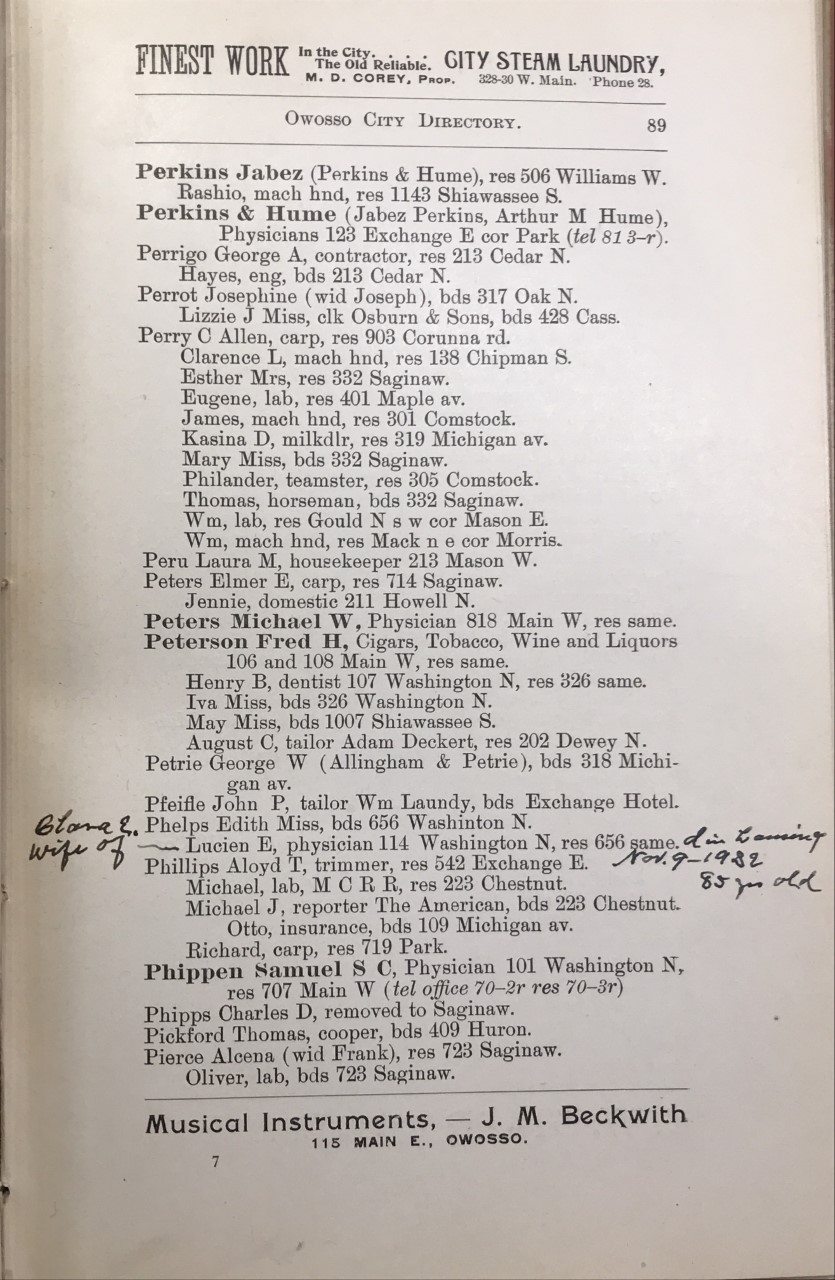 FINEST WORK In the City. . . . The Old Reliable. CITY STEAM LAUNDRY,
M. D. COREY, PROP. 328-30 W. Main. 'Phone 28.
OWOSSO CITY DIRECTORY. 89
Perkins Jabez (Perkins & Hume), res 506 Williams W.
Rashio, mach hnd, res 1143 Shiawassee S.
Perkins & Hume (Jabez Perkins, Arthur M Hume),
Physicians 123 Exchange E cor Park (tel 81 3-r).
Perrigo George A, contractor, res 213 Cedar N.
Hayes, eng, bds 213 Cedar N.
Perrot Josephine (wid Joseph), bds 317 Oak N.
Lizzie J Miss, clk Osburn & Sons, bds 428 Cass.
Perry C Allen, carp, res 903 Corunna rd.
Clarence L, mach hnd, res 138 Chipman S.
Esther Mrs, res 332 Saginaw.
Eugene, lab, res 401 Maple av.
James, mach hnd, res 301 Comstock.
Kasina D, milkdlr, res 319 Michigan av.
Mary Miss, bds 332 Saginaw.
Philander, teamster, res 305 Comstock.
Thomas, horseman, bds 332 Saginaw.
Wm, lab, res Gould N s w cor Mason E.
Wm, mach hnd, res Mack n e cor Morris.
Peru Laura M, housekeeper 213 Mason W.
Peters Elmer E, carp, res 714 Saginaw.
Jennie, domestic 211 Howell N.
Peters Michael W, Physician 818 Main W, res same.
Peterson Fred H, Cigars, Tobacco, Wine and Liquors
106 and 108 Main W, res same.
Henry B, dentist 107 Washington N, res 326 same.
Iva Miss, bds 326 Washington N.
May Miss, bds 1007 Shiawassee S.
August C, tailor Adam Deckert, res 202 Dewey N.
Petrie George W (Allingham & Petrie), bds 318 Michi-
gan av.
Pfeifle John P, tailor Wm Laundy, bds Exchange Hotel.
Clara E. Phelps Edith Miss, bds 656 Washinton N.
wife of — Lucien E, physician 114 Washington N, res 656 same. d in Lansing
Phillips Aloyd T, trimmer, res 542 Exchange E. Nov. 9-1932
Michael, lab, M C R R, res 223 Chestnut. 85 yrs old
Michael J, reporter The American, bds 223 Chestnut.
Otto, insurance, bds 109 Michigan av.
Richard, carp, res 719 Park.
Phippen Samuel S C, Physician 101 Washington N,
res 707 Main W (tel office 70-2r res 70-3r)
Phipps Charles D, removed to Saginaw.
Pickford Thomas, cooper, bds 409 Huron.
Pierce Alcena (wid Frank), res 723 Saginaw.
Oliver, lab, bds 723 Saginaw.
Musical Instruments, — J. M. Beckwith
115 MAIN E., OWOSSO.
7